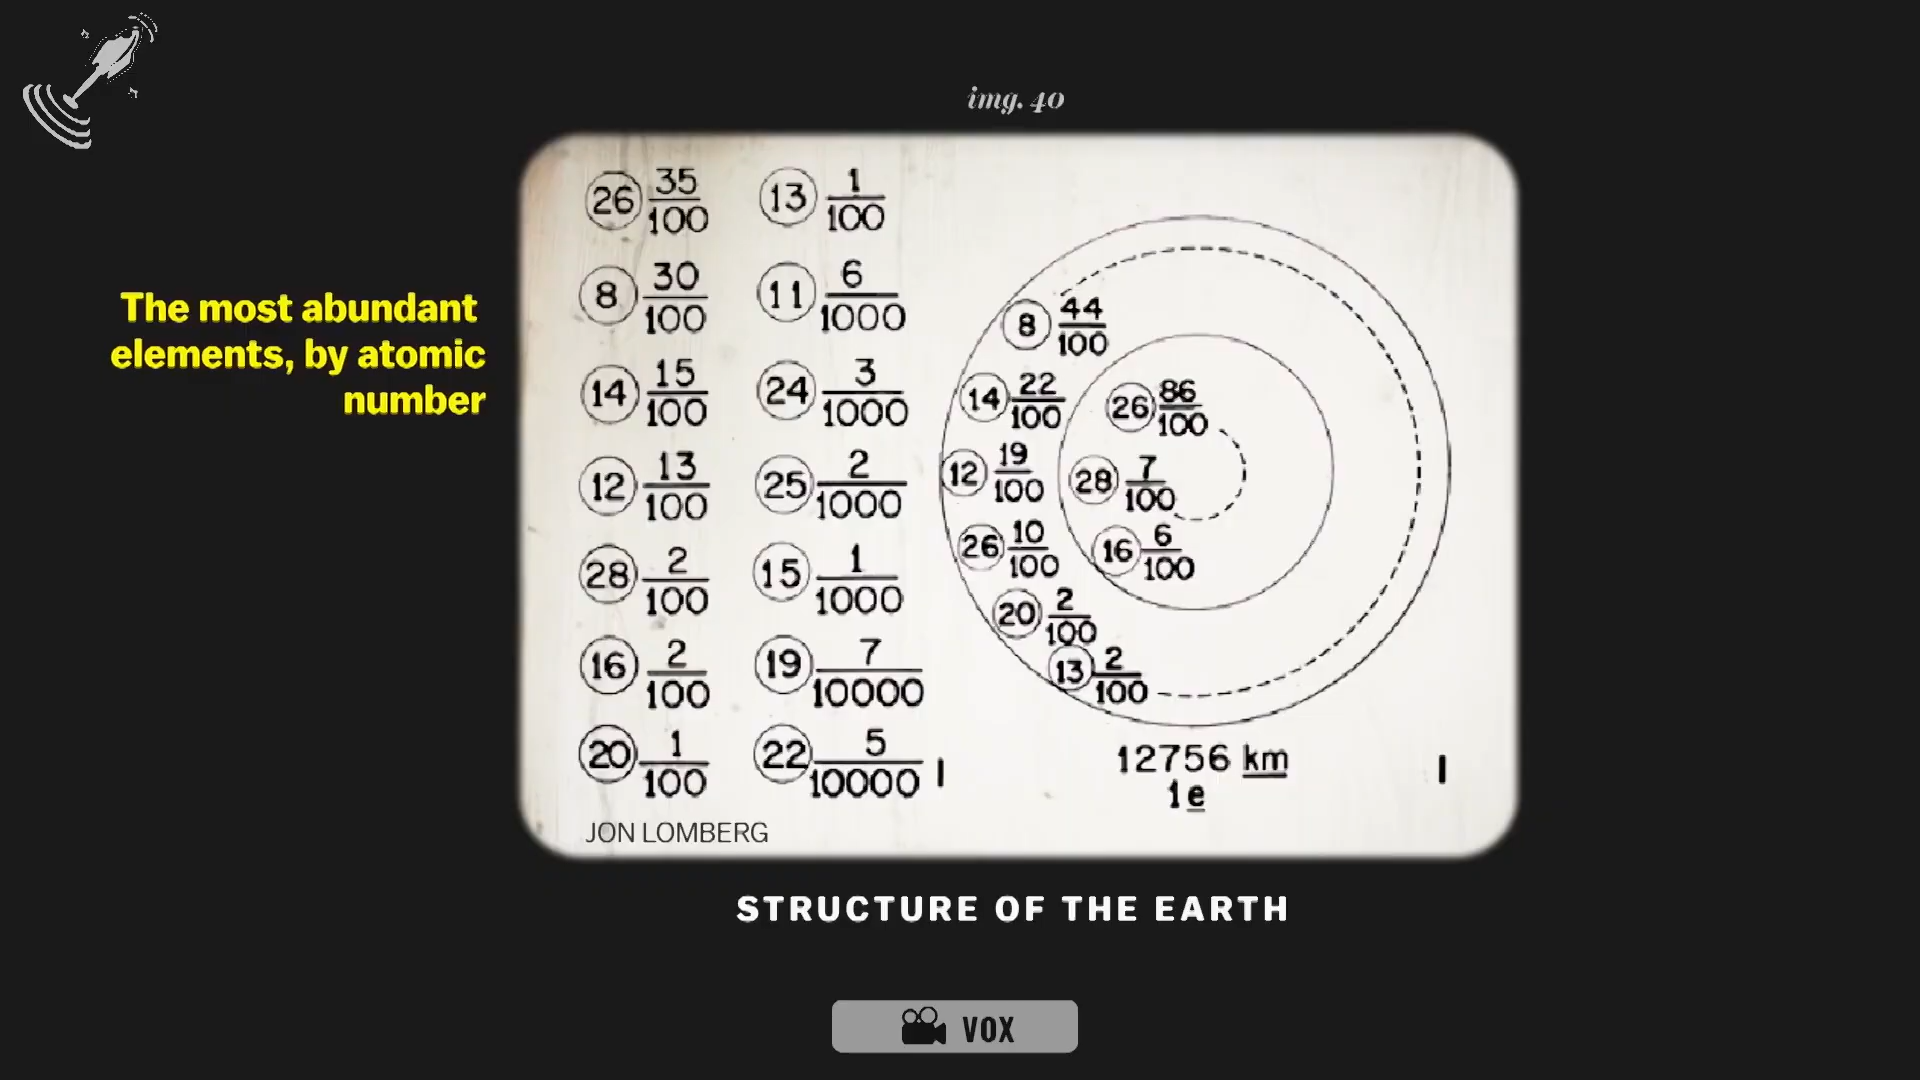 img. 40
The most abundant
elements, by atomic
number
26 35/100
8 30/100
14 15/100
12 13/100
28 2/100
16 2/100
20 1/100
13 1/100
11 6/1000
24 3/1000
25 2/1000
15 1/1000
19 7/10000
22 5/10000
8 44/100
14 22/100
12 19/100
26 10/100
20 2/100
13 2/100
26 86/100
28 7/100
16 6/100
12756 km
1e
JON LOMBERG
STRUCTURE OF THE EARTH
VOX